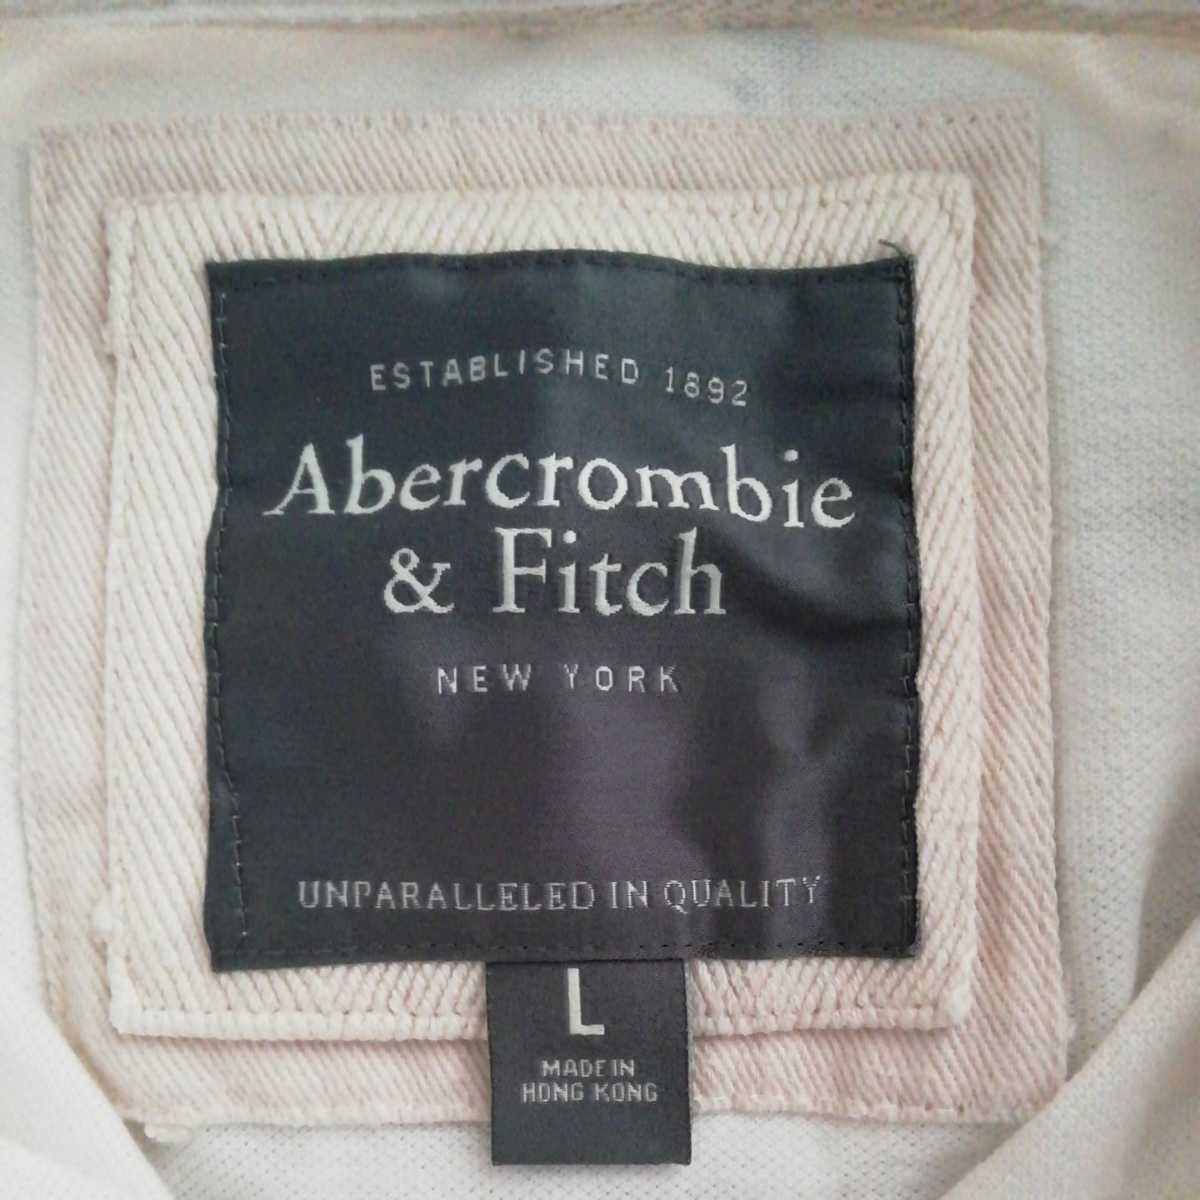 ESTABLISHED 1892
Abercrombie
& Fitch
NEW YORK
UNPARALLELED IN QUALITY
L
MADE IN
HONG KONG